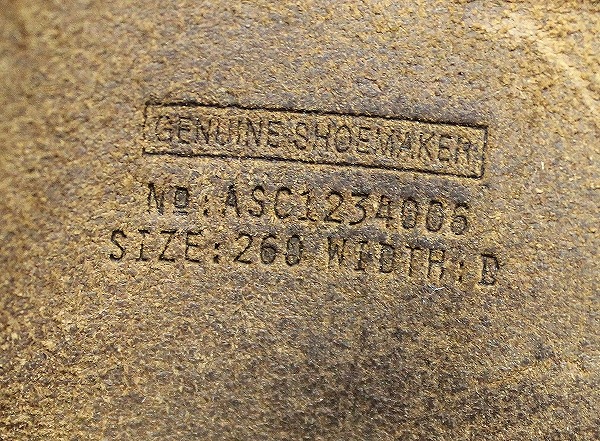 GENUINE SHOEMAKER
No:ASC1234006
SIZE:260 WIDTH:D